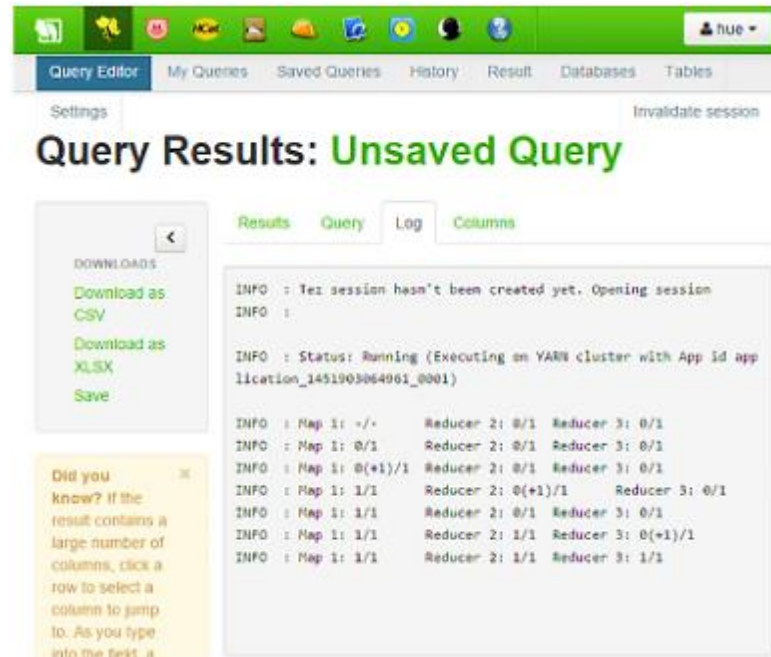 HCat
hue
Query Editor My Queries Saved Queries History Result Databases Tables
Settings Invalidate session
Query Results: Unsaved Query
Results Query Log Columns
DOWNLOADS
Download as
CSV
Download as
XLSX
Save
Did you
know? If the
result contains a
large number of
columns, click a
row to select a
column to jump
to. As you type
into the field, a
INFO : Tez session hasn't been created yet. Opening session
INFO :
INFO : Status: Running (Executing on YARN cluster with App id app
lication_1451903064961_0001)
INFO : Map 1: -/- Reducer 2: 0/1 Reducer 3: 0/1
INFO : Map 1: 0/1 Reducer 2: 0/1 Reducer 3: 0/1
INFO : Map 1: 0(+1)/1 Reducer 2: 0/1 Reducer 3: 0/1
INFO : Map 1: 1/1 Reducer 2: 0(+1)/1 Reducer 3: 0/1
INFO : Map 1: 1/1 Reducer 2: 0/1 Reducer 3: 0/1
INFO : Map 1: 1/1 Reducer 2: 1/1 Reducer 3: 0(+1)/1
INFO : Map 1: 1/1 Reducer 2: 1/1 Reducer 3: 1/1